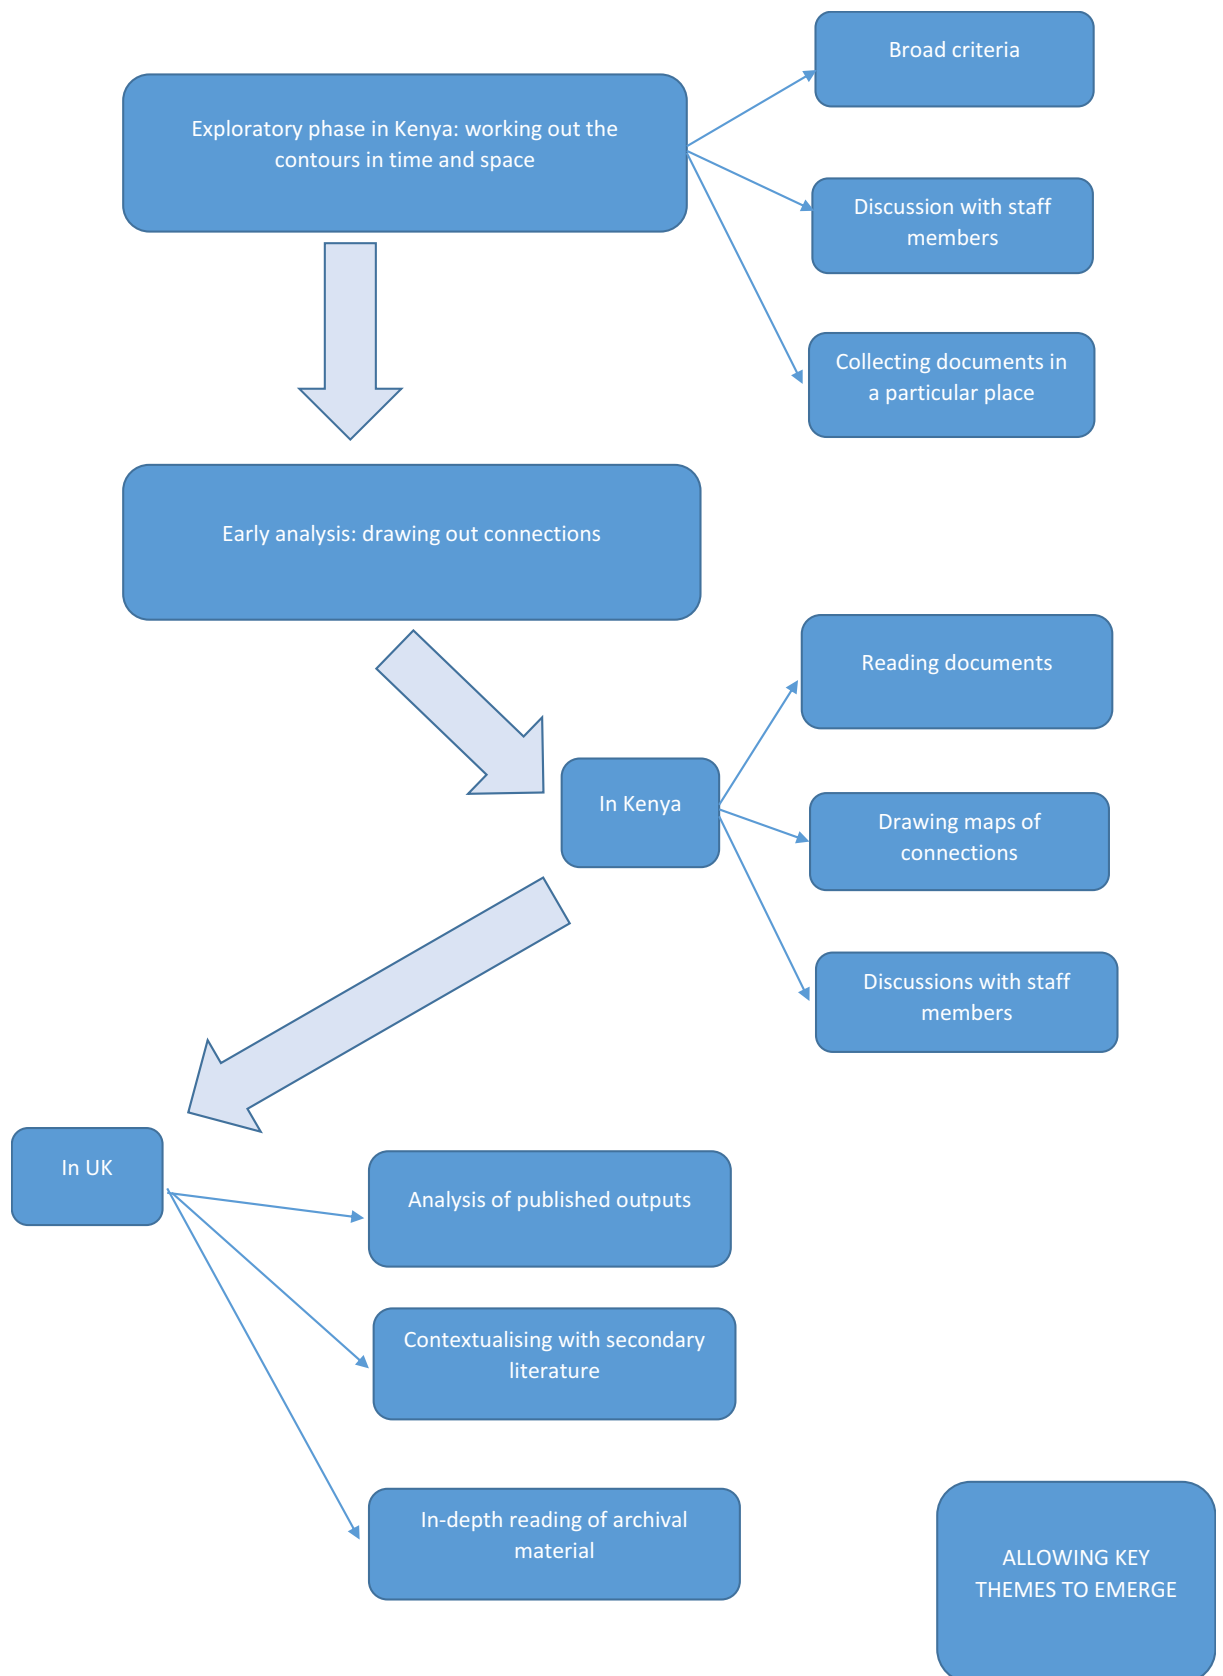 Broad criteria
Exploratory phase in Kenya: working out the
contours in time and space
Discussion with staff
members
Collecting documents in
a particular place
Early analysis: drawing out connections
Reading documents
In Kenya
Drawing maps of
connections
Discussions with staff
members
In UK
Analysis of published outputs
Contextualising with secondary
literature
In-depth reading of archival
material
ALLOWING KEY
THEMES TO EMERGE